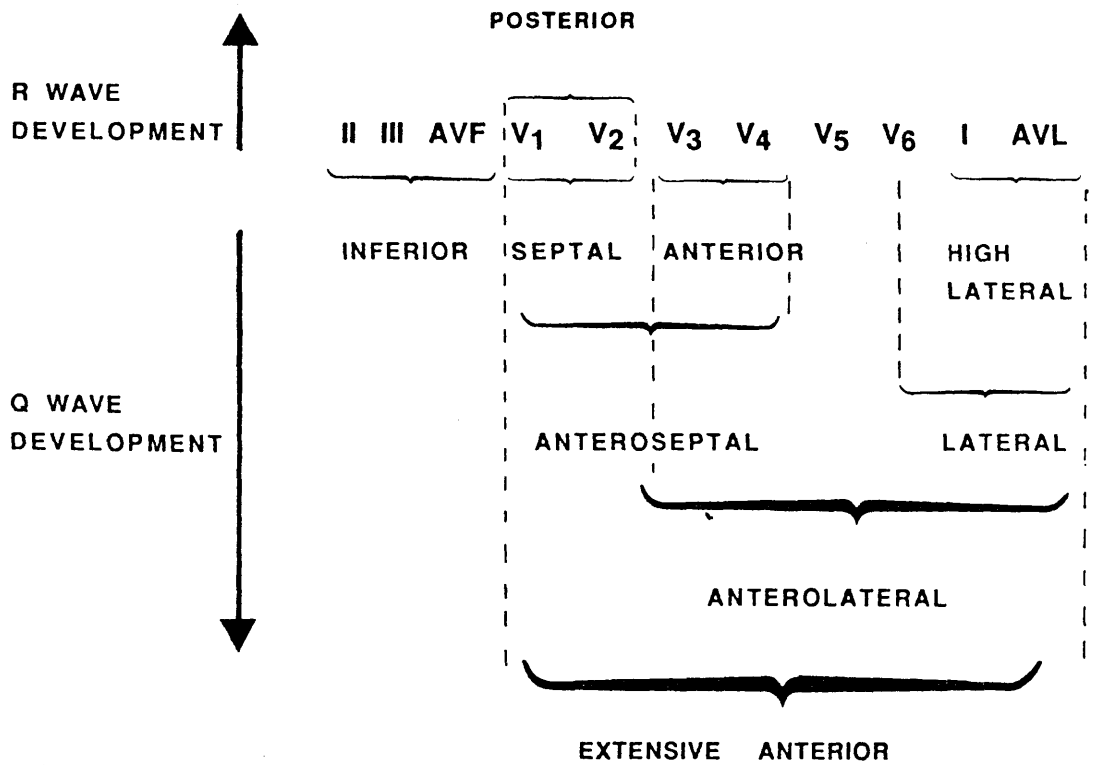 POSTERIOR
R WAVE
DEVELOPMENT
II III AVF V1 V2 V3 V4 V5 V6 I AVL
INFERIOR SEPTAL ANTERIOR HIGH
LATERAL
Q WAVE
DEVELOPMENT
ANTEROSEPTAL LATERAL
ANTEROLATERAL
EXTENSIVE ANTERIOR